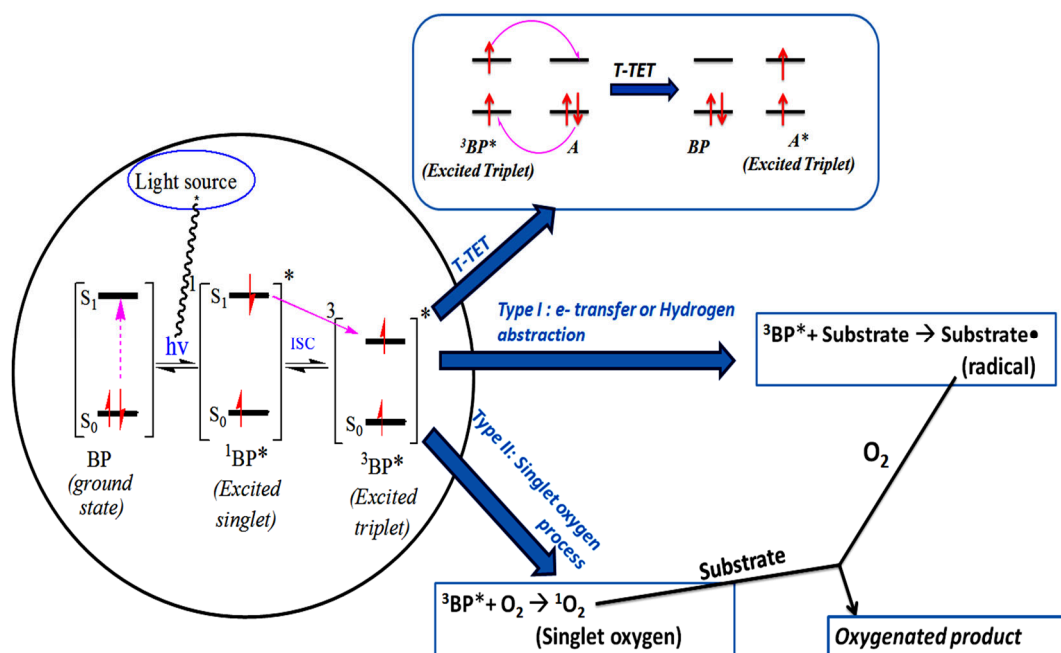 T-TET
³BP*
(Excited Triplet)
A
BP
A*
(Excited Triplet)
Light source
*
S₁
S₀
BP
(ground
state)
hν
1
S₁
*
S₀
¹BP*
(Excited
singlet)
ISC
3
*
S₀
³BP*
(Excited
triplet)
T-TET
Type I : e- transfer or Hydrogen
abstraction
Type II: Singlet oxygen
process
³BP*+ Substrate → Substrate•
(radical)
O₂
Substrate
³BP*+ O₂ → ¹O₂
(Singlet oxygen)
Oxygenated product